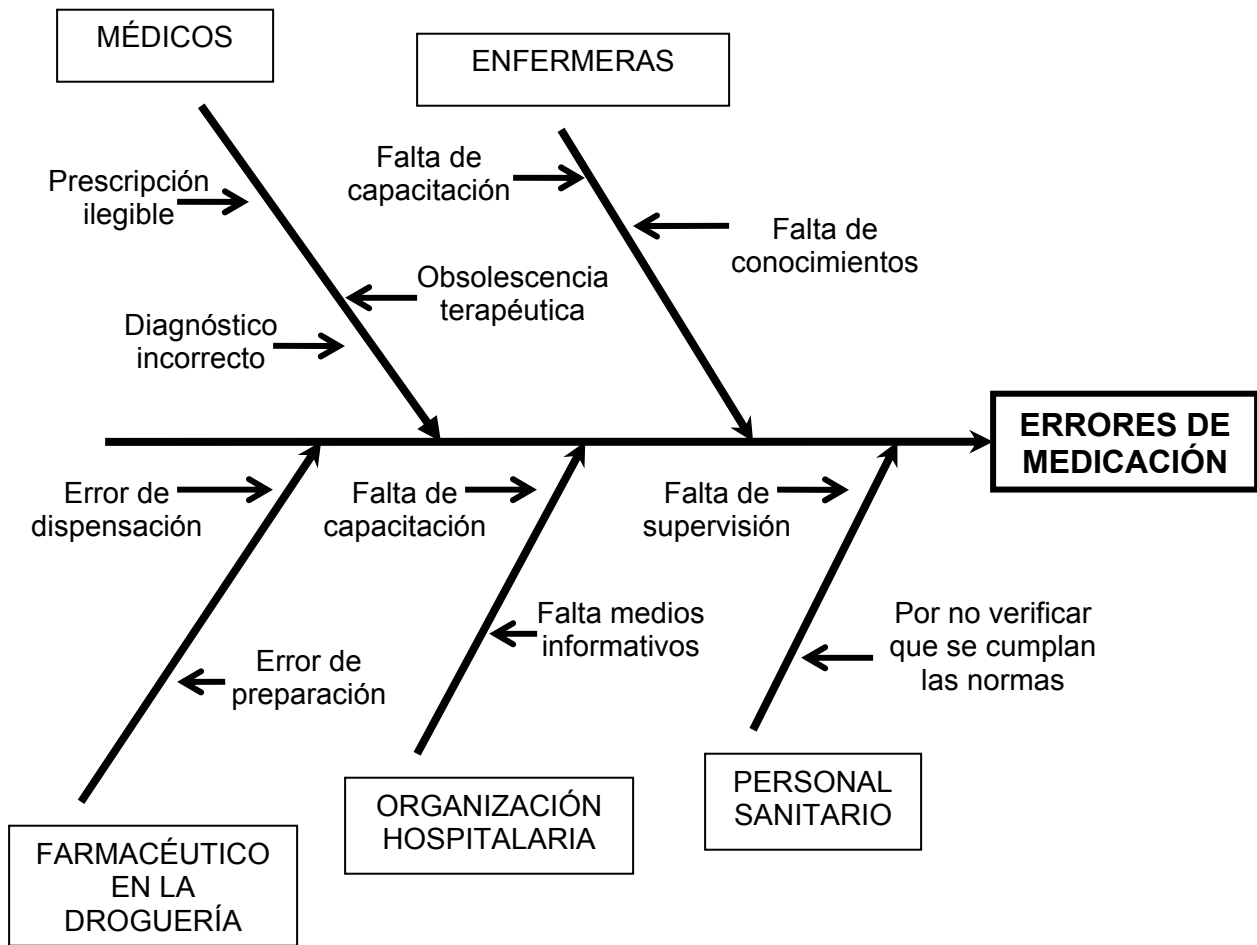 MÉDICOS
ENFERMERAS
Prescripción
ilegible
Falta de
capacitación
Falta de
conocimientos
Obsolescencia
terapéutica
Diagnóstico
incorrecto
ERRORES DE
MEDICACIÓN
Error de
dispensación
Falta de
capacitación
Falta de
supervisión
Error de
preparación
Falta medios
informativos
Por no verificar
que se cumplan
las normas
FARMACÉUTICO
EN LA
DROGUERÍA
ORGANIZACIÓN
HOSPITALARIA
PERSONAL
SANITARIO